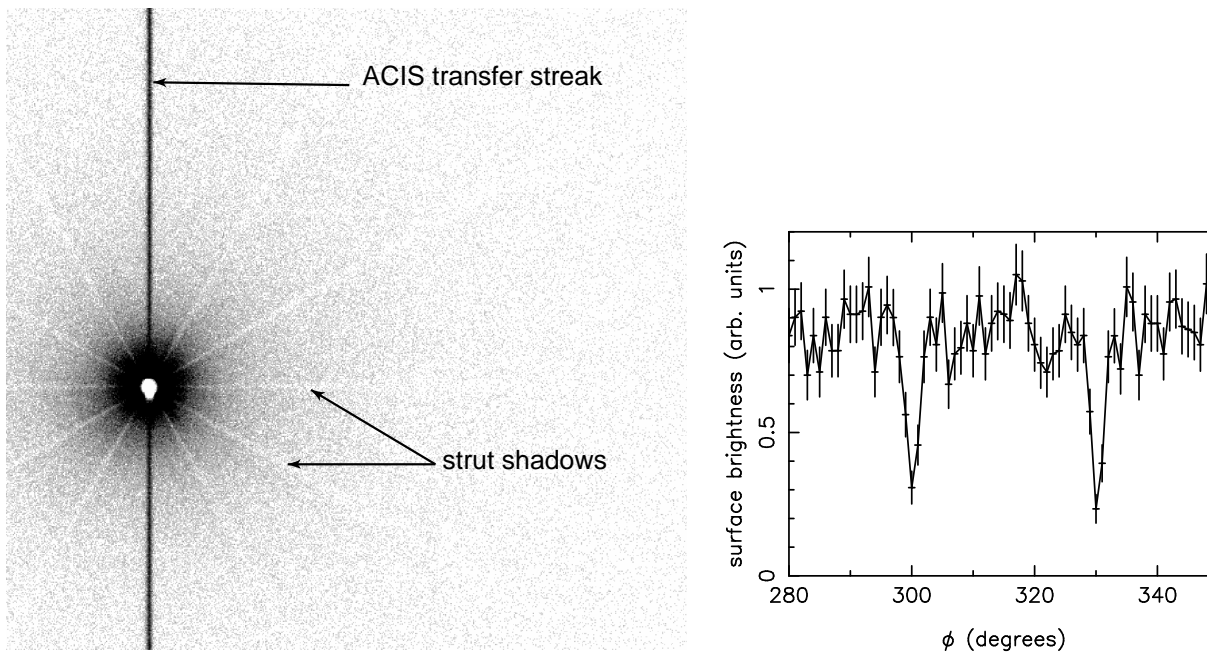 ACIS transfer streak
strut shadows
surface brightness (arb. units)
1
0.5
0
280 300 320 340
φ (degrees)